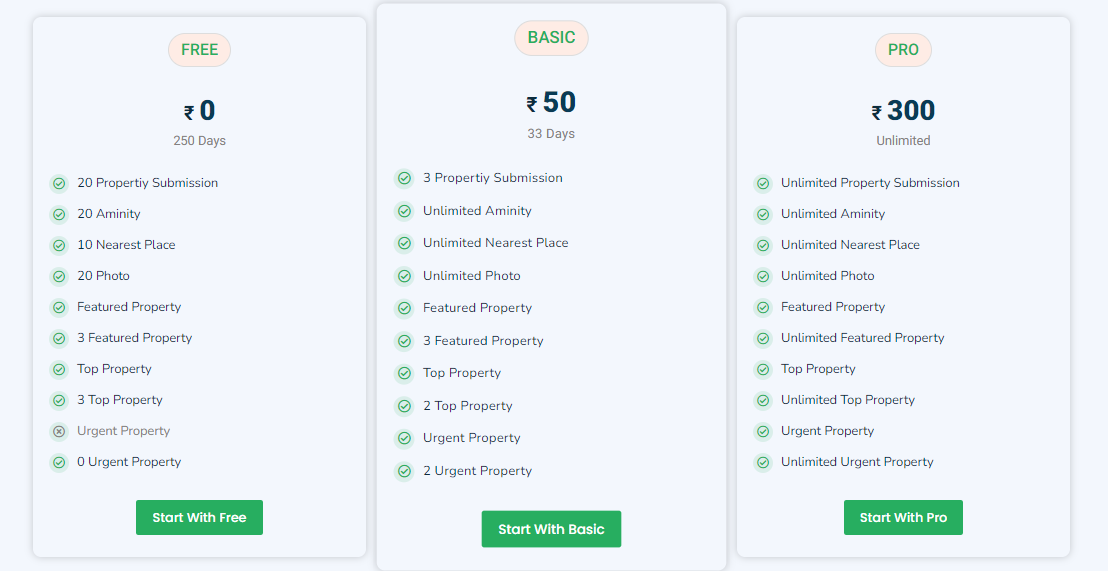 FREE
₹ 0
250 Days
20 Propertiy Submission
20 Aminity
10 Nearest Place
20 Photo
Featured Property
3 Featured Property
Top Property
3 Top Property
Urgent Property
0 Urgent Property
Start With Free
BASIC
₹ 50
33 Days
3 Propertiy Submission
Unlimited Aminity
Unlimited Nearest Place
Unlimited Photo
Featured Property
3 Featured Property
Top Property
2 Top Property
Urgent Property
2 Urgent Property
Start With Basic
PRO
₹ 300
Unlimited
Unlimited Property Submission
Unlimited Aminity
Unlimited Nearest Place
Unlimited Photo
Featured Property
Unlimited Featured Property
Top Property
Unlimited Top Property
Urgent Property
Unlimited Urgent Property
Start With Pro